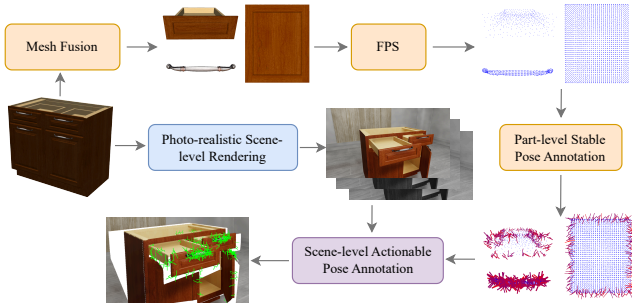 Mesh Fusion
FPS
Photo-realistic Scene-
level Rendering
Part-level Stable
Pose Annotation
Scene-level Actionable
Pose Annotation